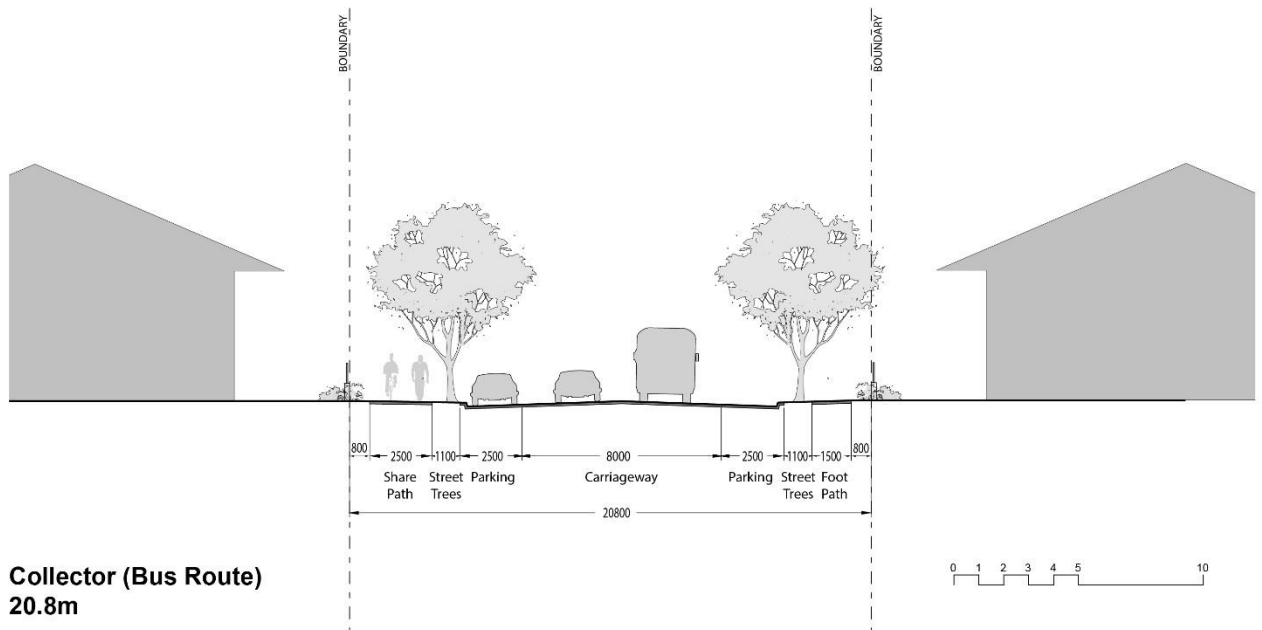 BOUNDARY
BOUNDARY
800 2500 1100 2500 8000 2500 1100 1500 800
Share Street Parking Carriageway Parking Street Foot
Path Trees Trees Path
20800
Collector (Bus Route)
20.8m
0 1 2 3 4 5 10